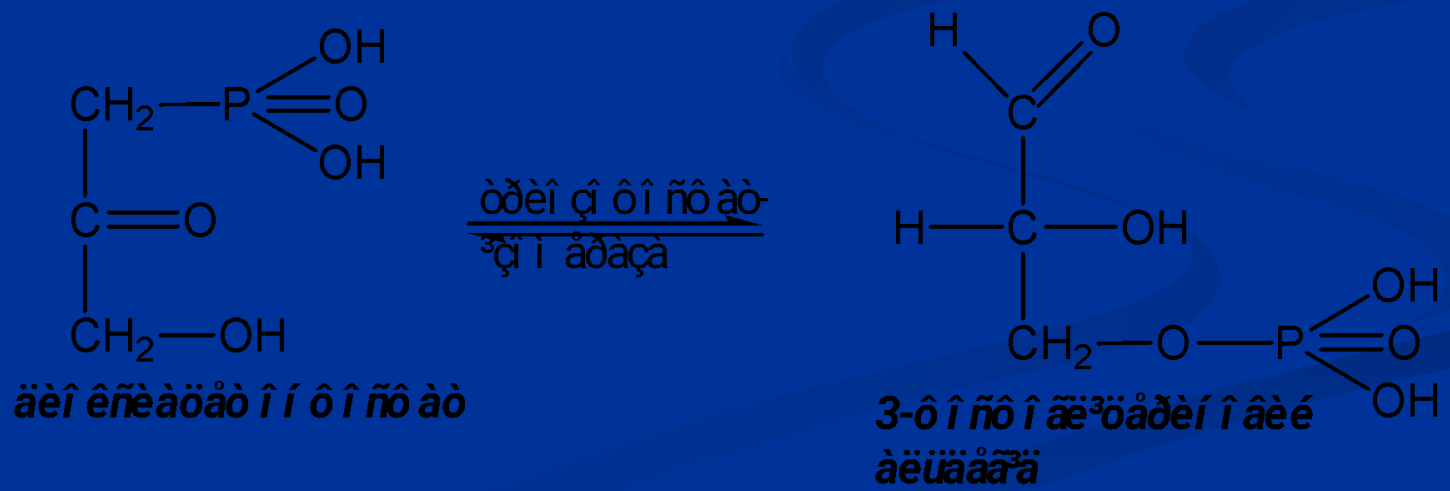 OH
CH2 P O
OH
C O
CH2 OH
äèîêñèàöåòîíôîñôàò
òðèîçîôîñôàò-
³çîìåðàçà
H O
C
H C OH
OH
CH2 O P O
OH
3-ôîñôîãë³öåðèíîâèé
àëüäåã³ä